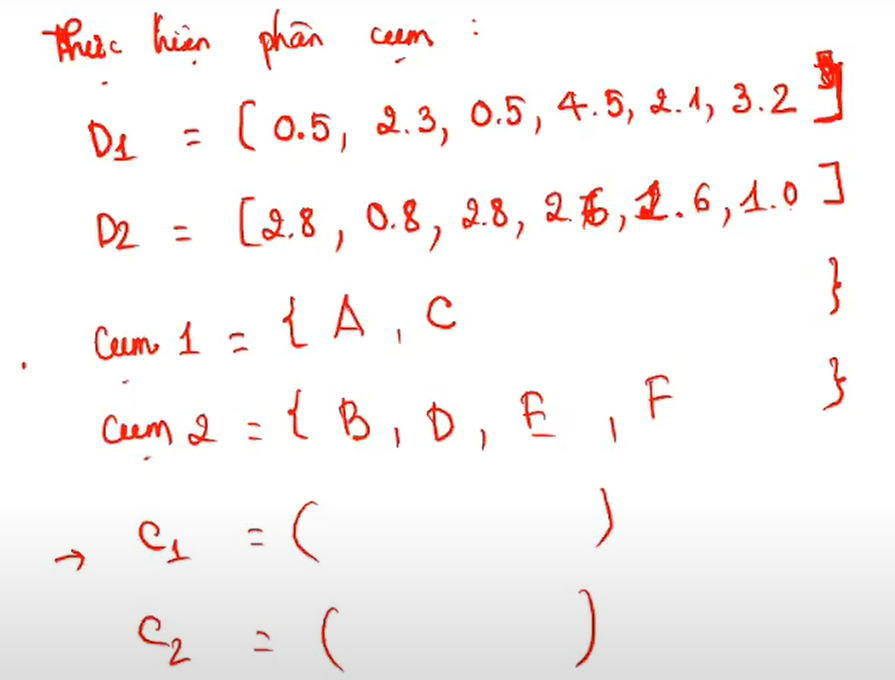 Thực hiện phân cụm :
D1 = [ 0.5, 2.3, 0.5, 4.5, 2.1, 3.2 ]
D2 = [ 2.8, 0.8, 2.8, 2.6, 1.6, 1.0 ]
Cụm 1 = { A , C }
Cụm 2 = { B , D , E , F }
→ C1 = ( )
C2 = ( )